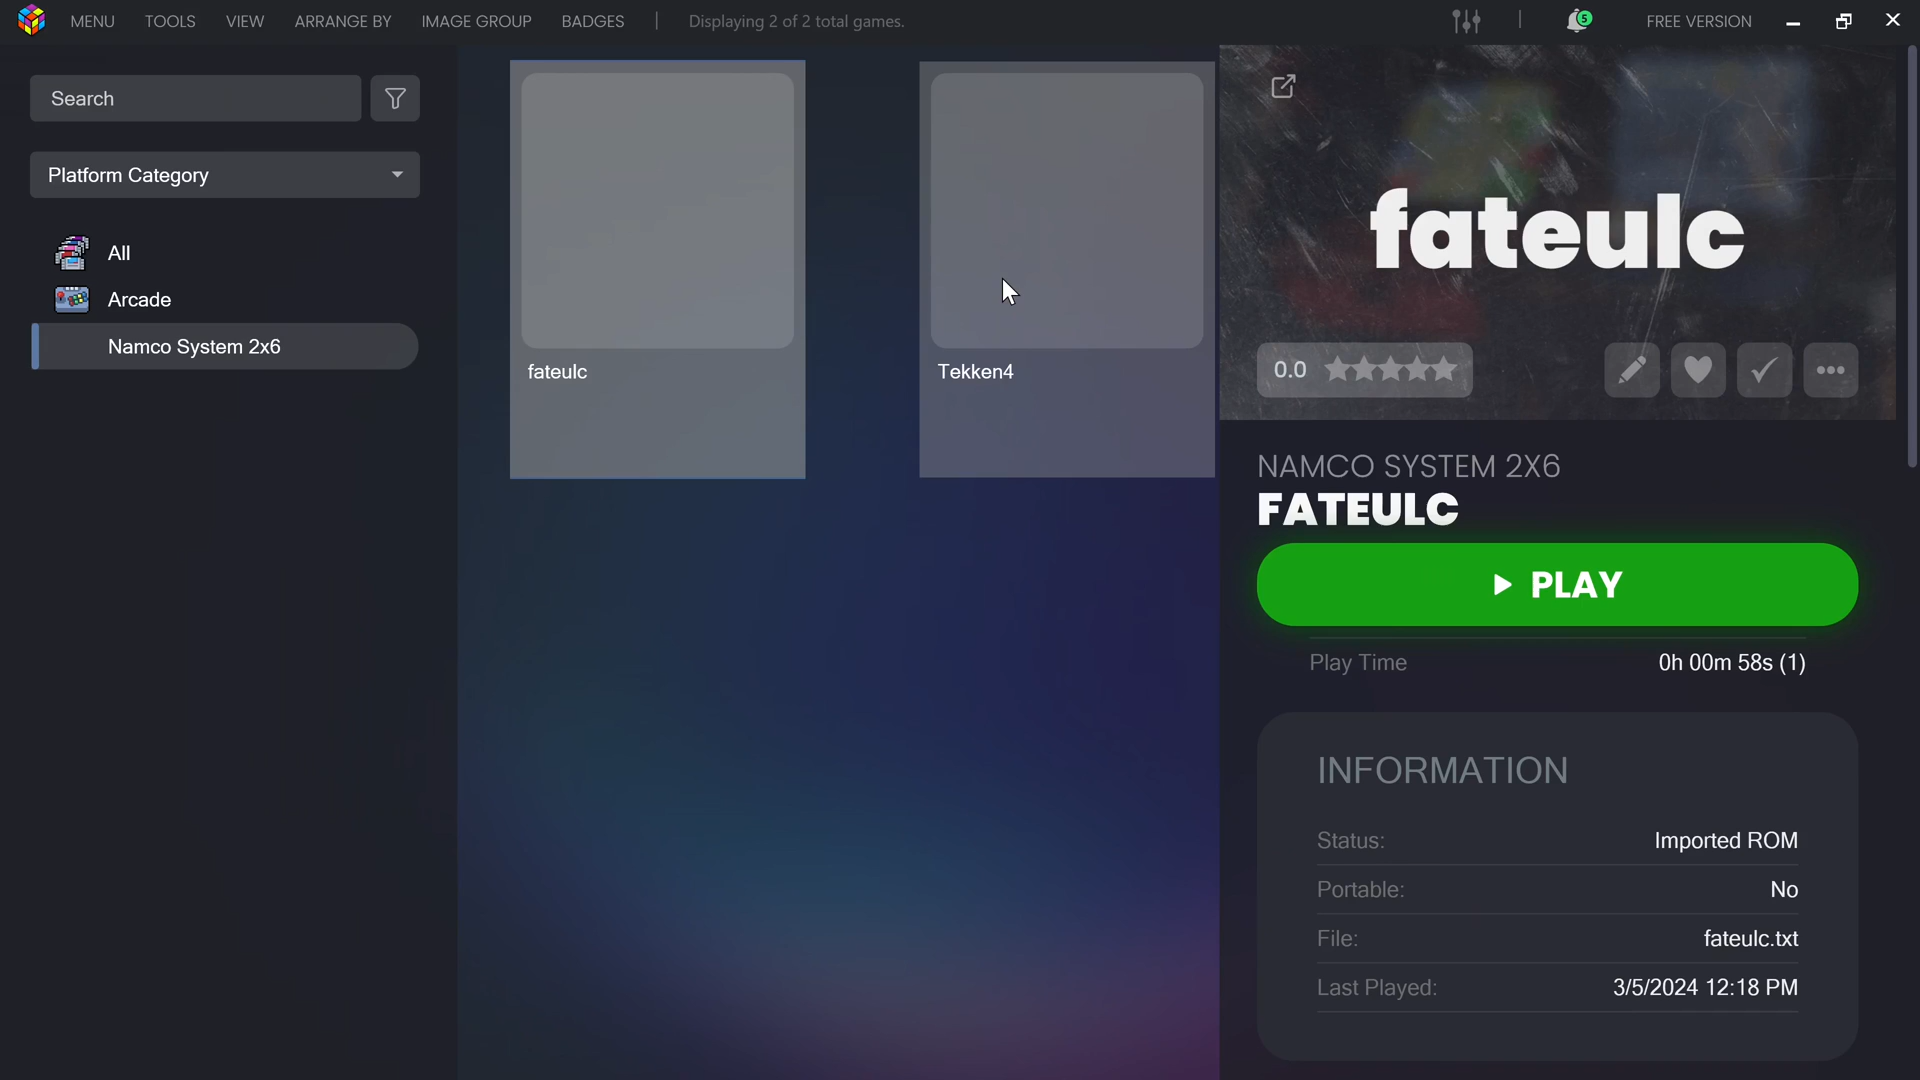 MENU TOOLS VIEW ARRANGE BY IMAGE GROUP BADGES | Displaying 2 of 2 total games. 5 FREE VERSION
Search
Platform Category
All
Arcade
Namco System 2x6
fateulc
Tekken4
fateulc
0.0
NAMCO SYSTEM 2X6
FATEULC
PLAY
Play Time 0h 00m 58s (1)
INFORMATION
Status: Imported ROM
Portable: No
File: fateulc.txt
Last Played: 3/5/2024 12:18 PM